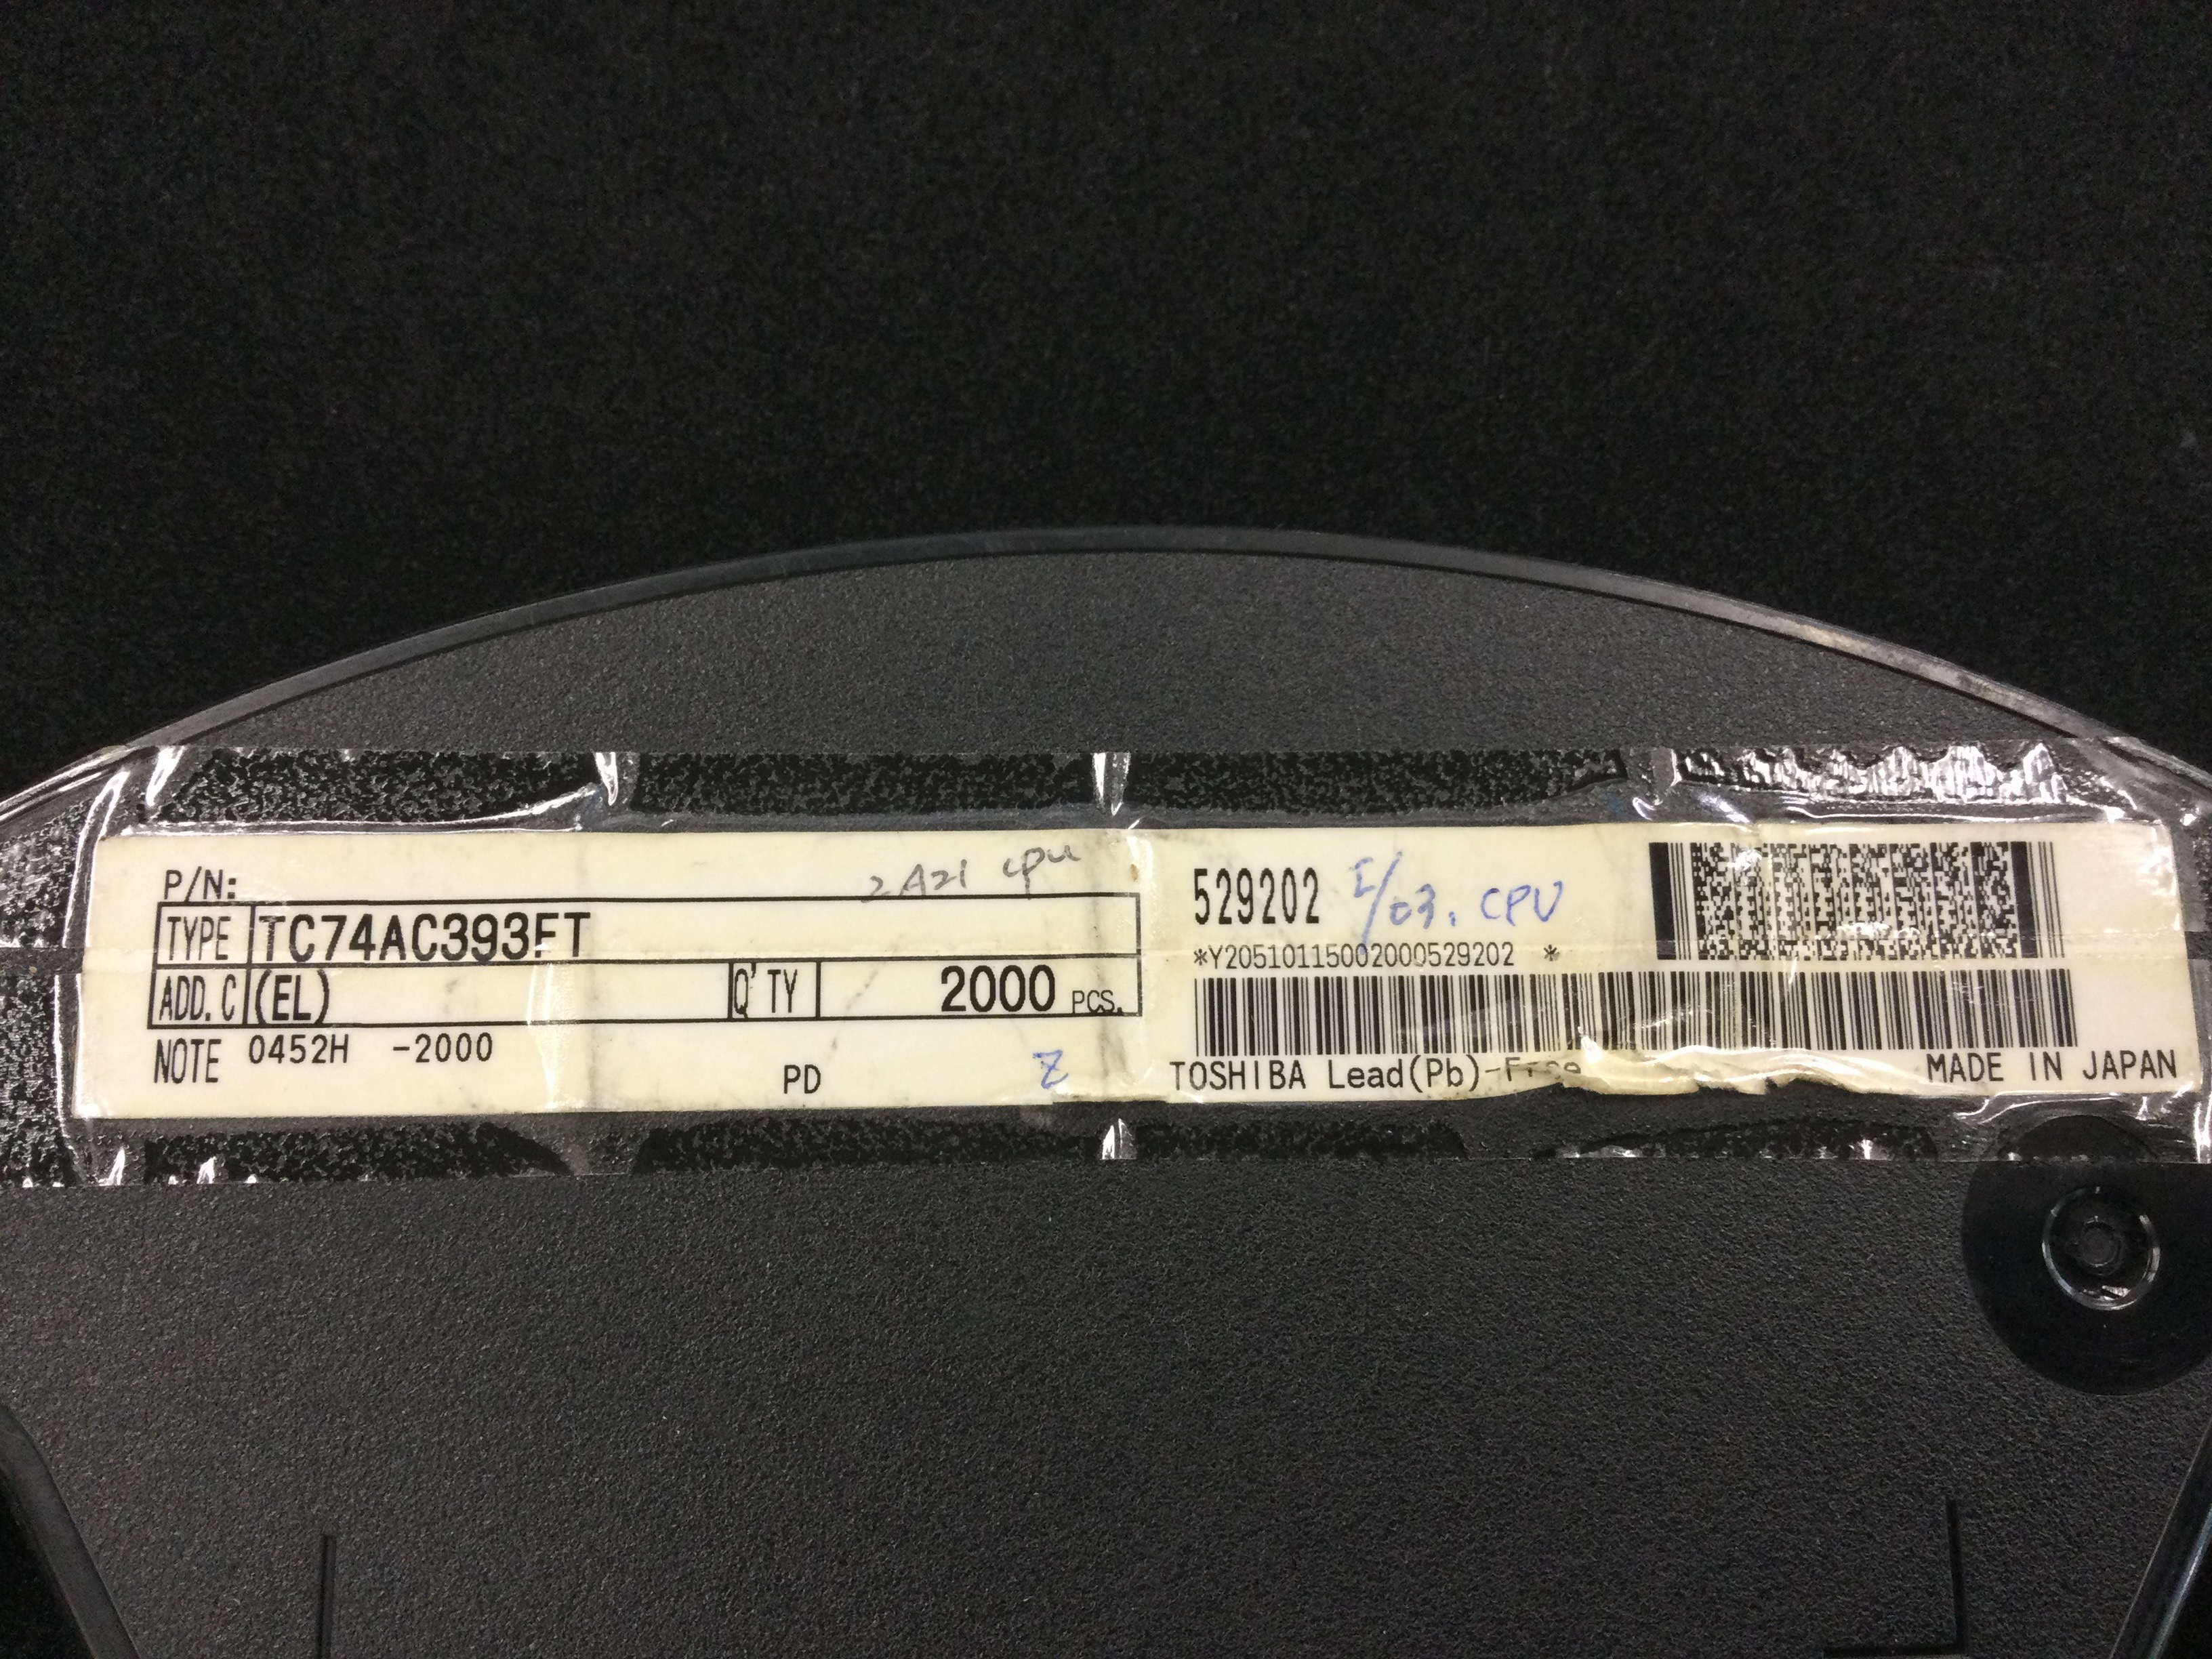 P/N: 2A21 cpu
TYPE TC74AC393FT
ADD.C (EL) Q'TY 2000 PCS.
NOTE 0452H -2000
PD Z
529202 I/03. CPU
*Y20510115002000529202 *
TOSHIBA Lead(Pb)-Free MADE IN JAPAN